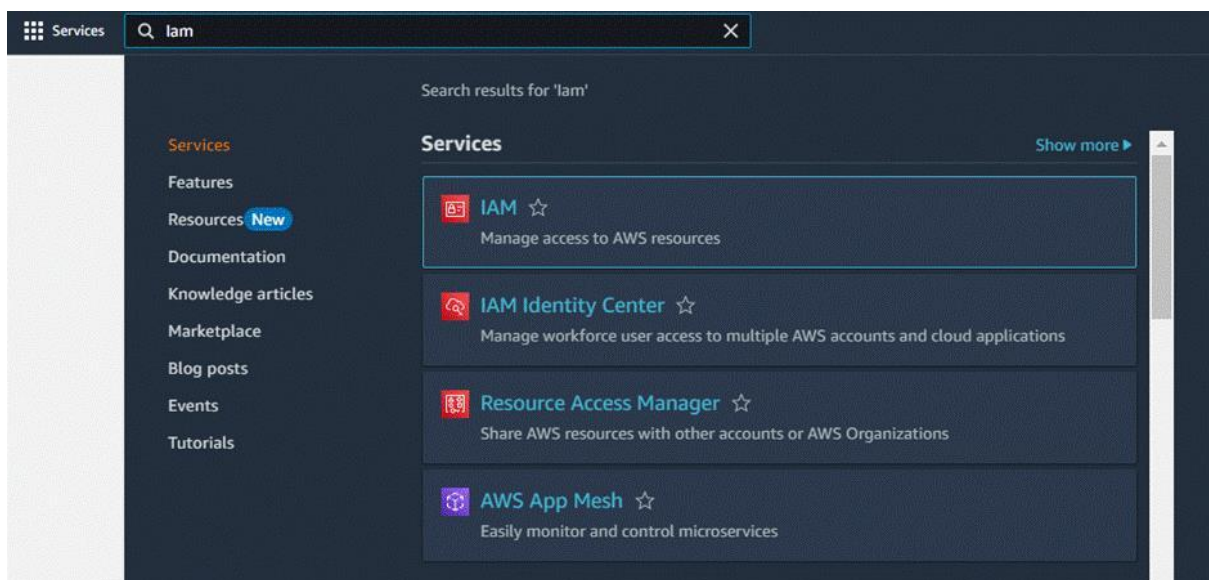 Services
Iam
Search results for 'Iam'
Services
Features
Resources New
Documentation
Knowledge articles
Marketplace
Blog posts
Events
Tutorials
Services
Show more
IAM
Manage access to AWS resources
IAM Identity Center
Manage workforce user access to multiple AWS accounts and cloud applications
Resource Access Manager
Share AWS resources with other accounts or AWS Organizations
AWS App Mesh
Easily monitor and control microservices